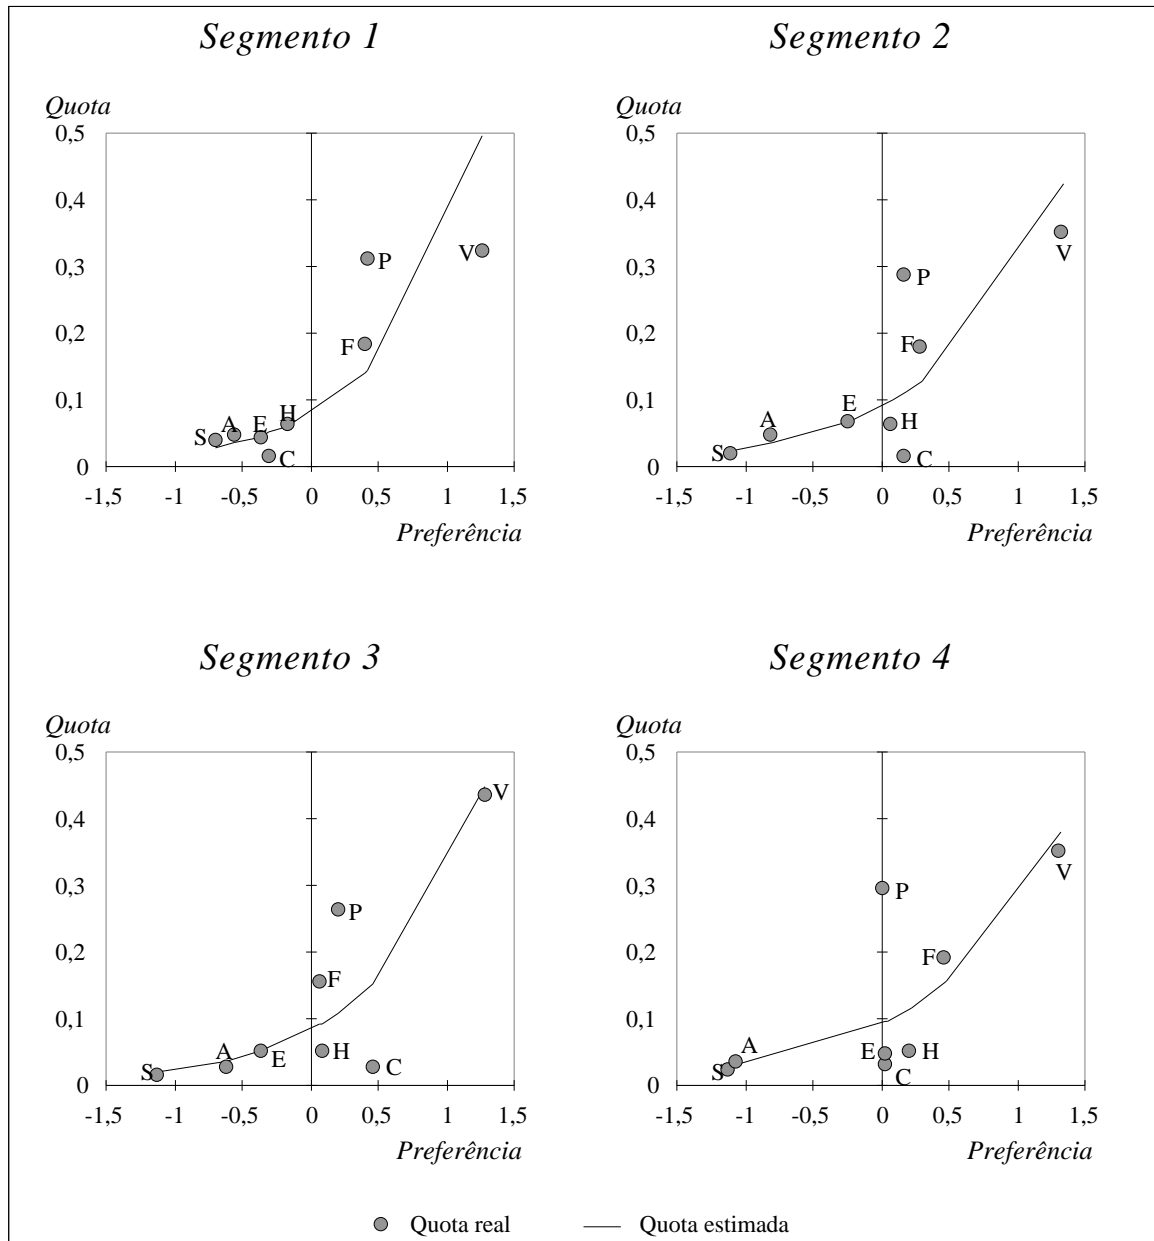 Segmento 1
Segmento 2
Quota
Quota
0,5
0,5
0,4
0,4
0,3
0,3
0,2
0,2
0,1
0,1
0
0
P
V
F
H
A
E
S
C
P
V
F
E
A
H
S
C
-1,5 -1 -0,5 0 0,5 1 1,5
-1,5 -1 -0,5 0 0,5 1 1,5
Preferência
Preferência
Segmento 3
Segmento 4
Quota
Quota
0,5
0,5
0,4
0,4
0,3
0,3
0,2
0,2
0,1
0,1
0
0
V
P
F
A
E
H
S
C
P
V
F
A
E
H
S
C
-1,5 -1 -0,5 0 0,5 1 1,5
-1,5 -1 -0,5 0 0,5 1 1,5
Preferência
Preferência
Quota real
Quota estimada